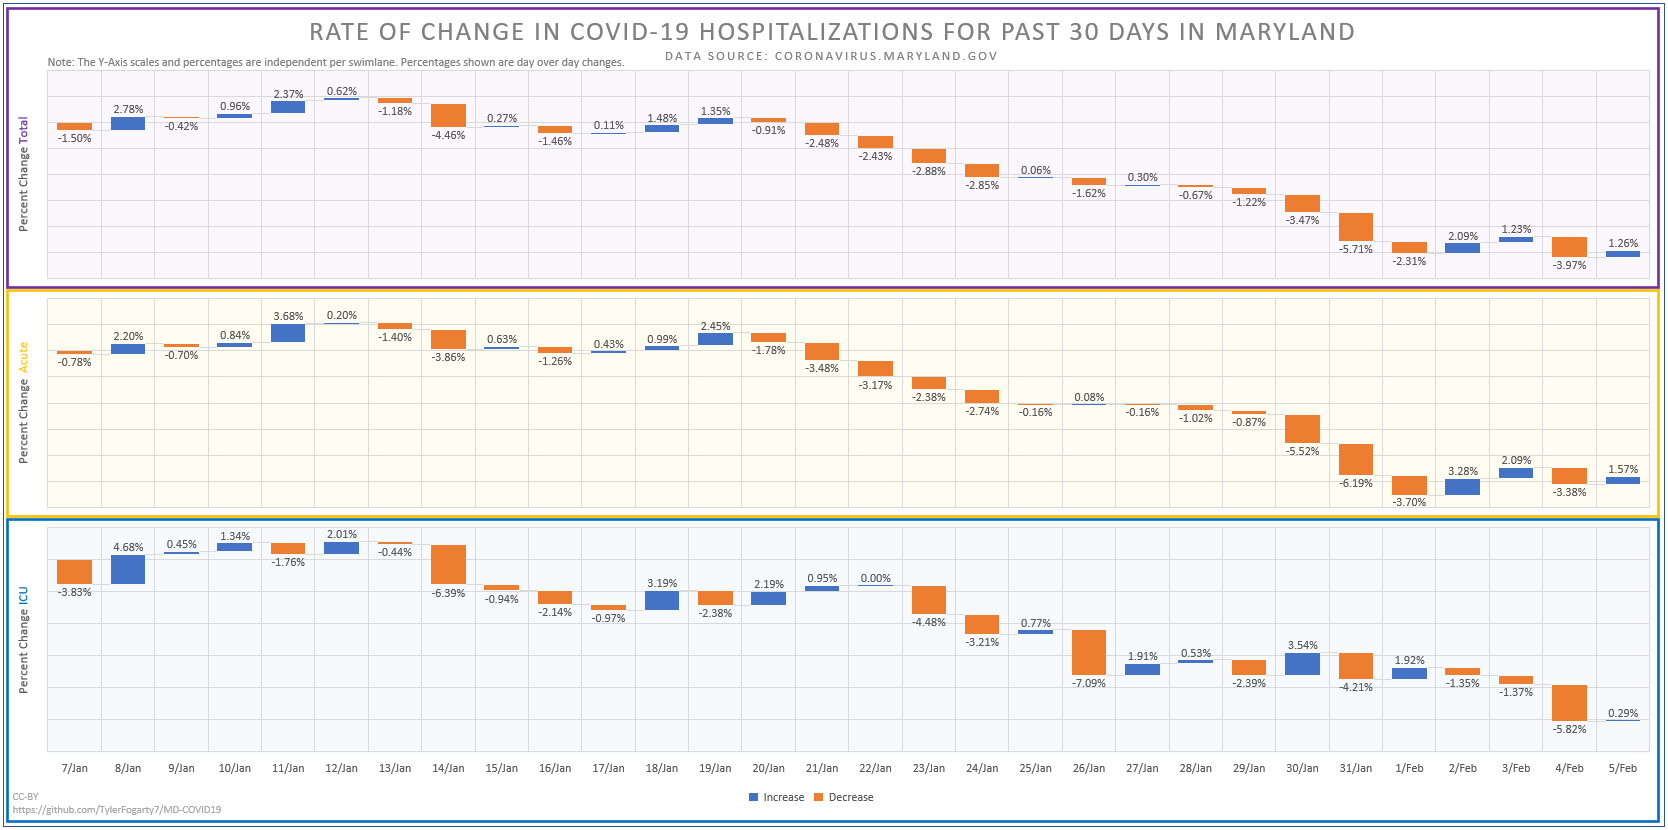 RATE OF CHANGE IN COVID-19 HOSPITALIZATIONS FOR PAST 30 DAYS IN MARYLAND
DATA SOURCE: CORONAVIRUS.MARYLAND.GOV
Note: The Y-Axis scales and percentages are independent per swimlane. Percentages shown are day over day changes.
Percent Change Total
-1.50% 2.78% -0.42% 0.96% 2.37% 0.62% -1.18% -4.46% 0.27% -1.46% 0.11% 1.48% 1.35% -0.91% -2.48% -2.43% -2.88% -2.85% 0.06% -1.62% 0.30% -0.67% -1.22% -3.47% -5.71% -2.31% 2.09% 1.23% -3.97% 1.26%
Percent Change Acute
-0.78% 2.20% -0.70% 0.84% 3.68% 0.20% -1.40% -3.86% 0.63% -1.26% 0.43% 0.99% 2.45% -1.78% -3.48% -3.17% -2.38% -2.74% -0.16% 0.08% -0.16% -1.02% -0.87% -5.52% -6.19% -3.70% 3.28% 2.09% -3.38% 1.57%
Percent Change ICU
-3.83% 4.68% 0.45% 1.34% -1.76% 2.01% -0.44% -6.39% -0.94% -2.14% -0.97% 3.19% -2.38% 2.19% 0.95% 0.00% -4.48% -3.21% 0.77% -7.09% 1.91% 0.53% -2.39% 3.54% -4.21% 1.92% -1.35% -1.37% -5.82% 0.29%
7/Jan 8/Jan 9/Jan 10/Jan 11/Jan 12/Jan 13/Jan 14/Jan 15/Jan 16/Jan 17/Jan 18/Jan 19/Jan 20/Jan 21/Jan 22/Jan 23/Jan 24/Jan 25/Jan 26/Jan 27/Jan 28/Jan 29/Jan 30/Jan 31/Jan 1/Feb 2/Feb 3/Feb 4/Feb 5/Feb
Increase Decrease
CC-BY
https://github.com/TylerFogarty7/MD-COVID19